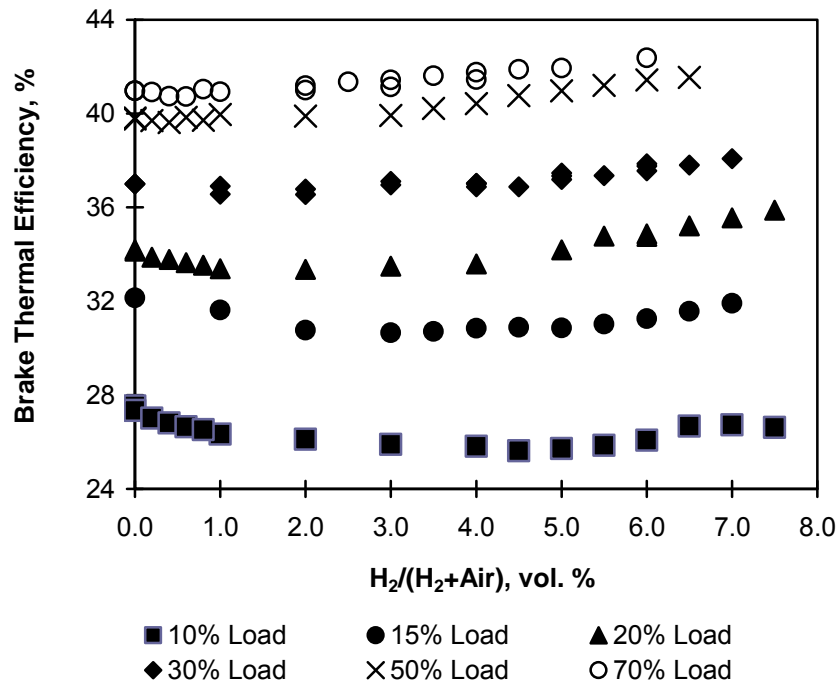 44
40
36
32
28
24
Brake Thermal Efficiency, %
0.0 1.0 2.0 3.0 4.0 5.0 6.0 7.0 8.0
H₂/(H₂+Air), vol. %
10% Load 15% Load 20% Load
30% Load 50% Load 70% Load